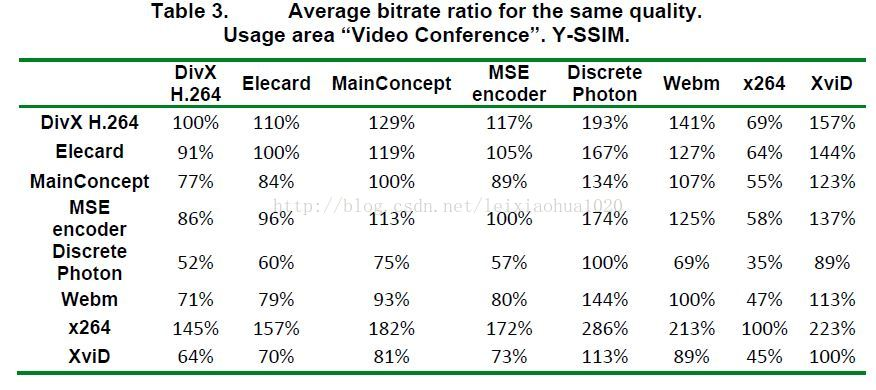 Table 3. Average bitrate ratio for the same quality.
Usage area “Video Conference”. Y-SSIM.
DivX H.264 Elecard MainConcept MSE encoder Discrete Photon Webm x264 XviD
DivX H.264 100% 110% 129% 117% 193% 141% 69% 157%
Elecard 91% 100% 119% 105% 167% 127% 64% 144%
MainConcept 77% 84% 100% 89% 134% 107% 55% 123%
http://blog.csdn.net/leixiaohua1020
MSE encoder 86% 96% 113% 100% 174% 125% 58% 137%
Discrete Photon 52% 60% 75% 57% 100% 69% 35% 89%
Webm 71% 79% 93% 80% 144% 100% 47% 113%
x264 145% 157% 182% 172% 286% 213% 100% 223%
XviD 64% 70% 81% 73% 113% 89% 45% 100%